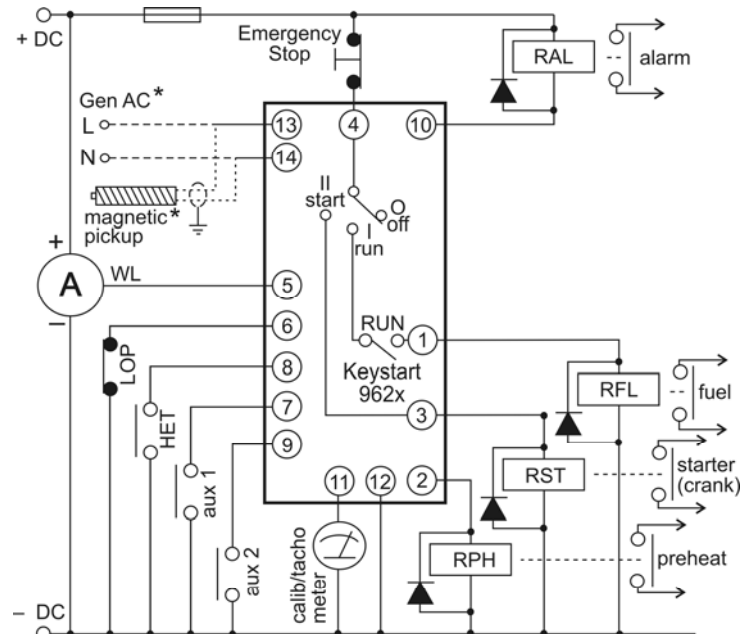 + DC
Emergency
Stop
RAL
alarm
Gen AC*
L
N
13
14
4
10
magnetic*
pickup
II
start
O
off
I
run
+
A
–
WL
5
6
8
7
9
LOP
HET
aux 1
aux 2
RUN
1
Keystart
962x
3
RFL
fuel
RST
starter
(crank)
11
12
2
calib/tacho
meter
RPH
preheat
– DC